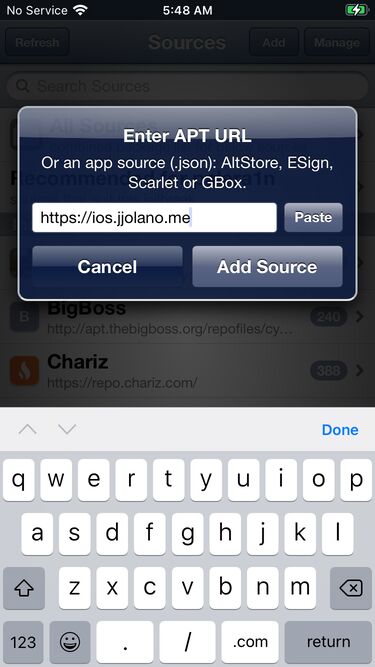 No Service 5:48 AM
Refresh Sources Add Manage
Search Sources
All Sources
Enter APT URL
Or an app source (.json): AltStore, ESign,
Scarlet or GBox.
https://ios.jjolano.me Paste
Cancel Add Source
BigBoss
B http://apt.thebigboss.org/repofiles/cy... 240
Chariz
https://repo.chariz.com/ 388
Done
q w e r t y u i o p
a s d f g h j k l
z x c v b n m
123 . / .com return